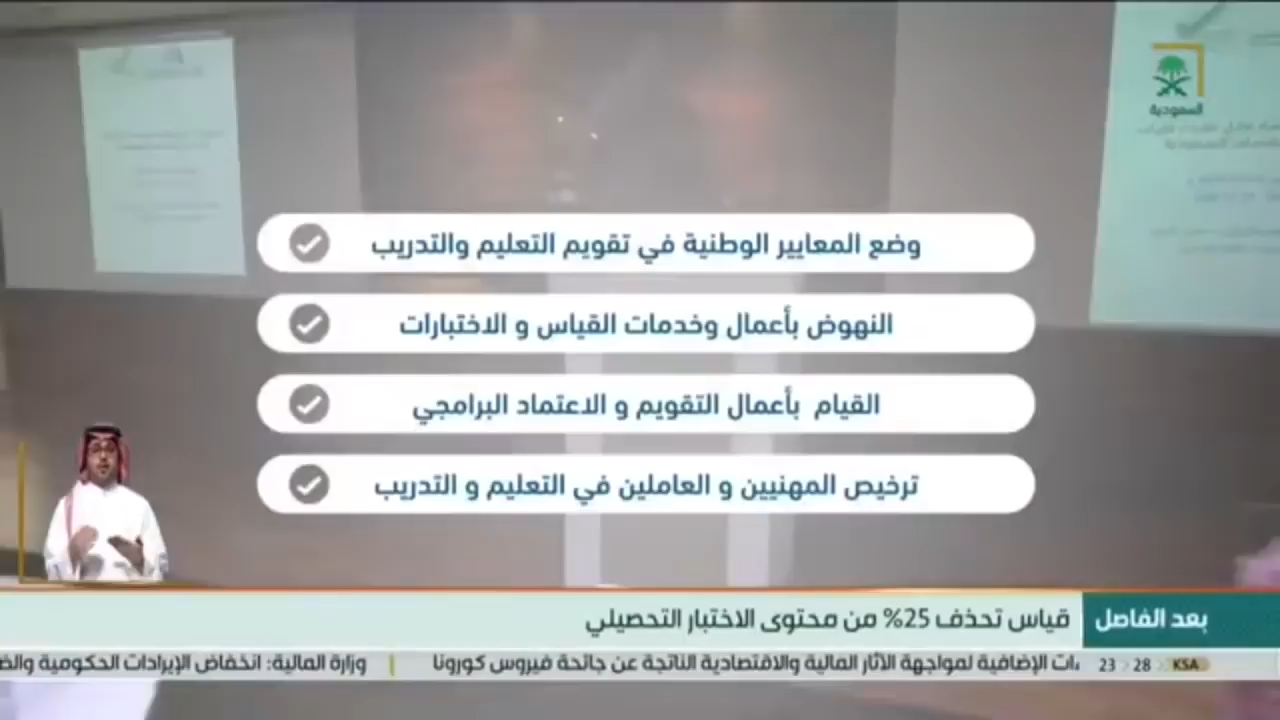 السعودية
وضع المعايير الوطنية في تقويم التعليم والتدريب
النهوض بأعمال وخدمات القياس و الاختبارات
القيام بأعمال التقويم و الاعتماد البرامجي
ترخيص المهنيين و العاملين في التعليم و التدريب
بعد الفاصل
قياس تحذف 25% من محتوى الاختبار التحصيلي
KSA 23 28 الإضافية لمواجهة الآثار المالية والاقتصادية الناتجة عن جائحة فيروس كورونا | وزارة المالية: انخفاض الإيرادات الحكومية